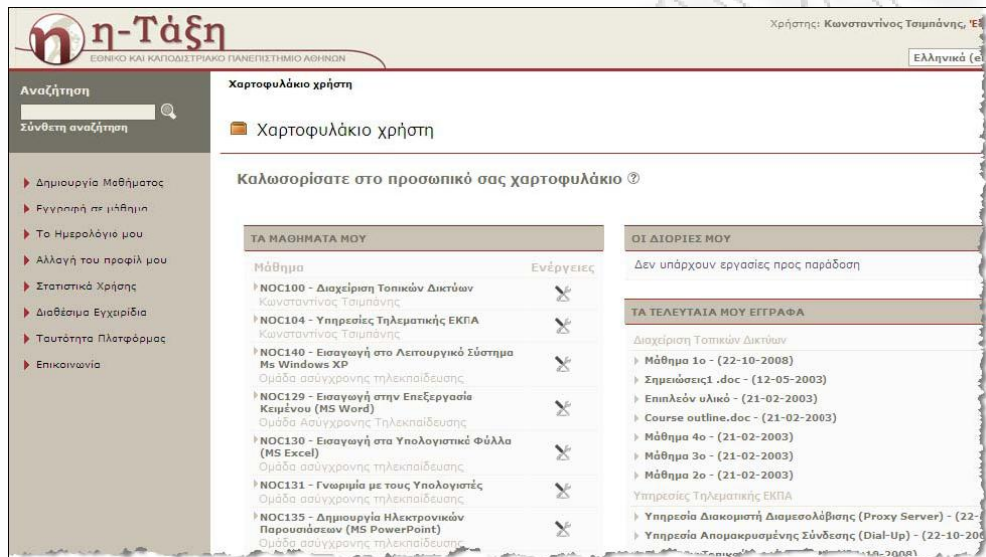 η-Τάξη
ΕΘΝΙΚΟ ΚΑΙ ΚΑΠΟΔΙΣΤΡΙΑΚΟ ΠΑΝΕΠΙΣΤΗΜΙΟ ΑΘΗΝΩΝ
Χρήστης: Κωνσταντίνος Τσιμπάνης,
Ελληνικά (el
Αναζήτηση
Σύνθετη αναζήτηση
Δημιουργία Μαθήματος
Εγγραφή σε μάθημα
Το Ημερολόγιό μου
Αλλαγή του προφίλ μου
Στατιστικά Χρήσης
Διαθέσιμα Εγχειρίδια
Ταυτότητα Πλατφόρμας
Επικοινωνία
Χαρτοφυλάκιο χρήστη
Χαρτοφυλάκιο χρήστη
Καλωσορίσατε στο προσωπικό σας χαρτοφυλάκιο
ΤΑ ΜΑΘΗΜΑΤΑ ΜΟΥ
Μάθημα Ενέργειες
NOC100 - Διαχείριση Τοπικών Δικτύων
Κωνσταντίνος Τσιμπάνης
NOC104 - Υπηρεσίες Τηλεματικής ΕΚΠΑ
Κωνσταντίνος Τσιμπάνης
NOC140 - Εισαγωγή στο Λειτουργικό Σύστημα
Ms Windows XP
Ομάδα ασύγχρονης τηλεκπαίδευσης
NOC129 - Εισαγωγή στην Επεξεργασία
Κειμένου (MS Word)
Ομάδα Ασύγχρονης Τηλεκπαίδευσης
NOC130 - Εισαγωγή στα Υπολογιστικά Φύλλα
(MS Excel)
Ομάδα ασύγχρονης τηλεκπαίδευσης
NOC131 - Γνωριμία με τους Υπολογιστές
Ομάδα ασύγχρονης τηλεκπαίδευσης
NOC135 - Δημιουργία Ηλεκτρονικών
Παρουσιάσεων (MS PowerPoint)
Ομάδα ασύγχρονης τηλεκπαίδευσης
ΟΙ ΔΙΟΡΙΕΣ ΜΟΥ
Δεν υπάρχουν εργασίες προς παράδοση
ΤΑ ΤΕΛΕΥΤΑΙΑ ΜΟΥ ΕΓΓΡΑΦΑ
Διαχείριση Τοπικών Δικτύων
Μάθημα 1ο - (22-10-2008)
Σημειώσεις1 .doc - (12-05-2003)
Επιπλεόν υλικό - (21-02-2003)
Course outline.doc - (21-02-2003)
Μάθημα 4ο - (21-02-2003)
Μάθημα 3ο - (21-02-2003)
Μάθημα 2ο - (21-02-2003)
Υπηρεσίες Τηλεματικής ΕΚΠΑ
Υπηρεσία Διακομιστή Διαμεσολάβισης (Proxy Server) - (22-
Υπηρεσία Απομακρυσμένης Σύνδεσης (Dial-Up) - (22-10-200